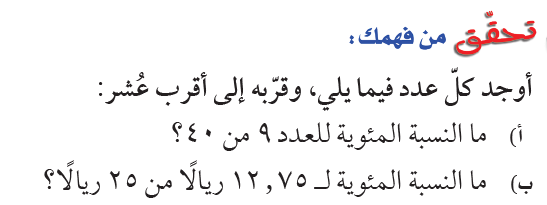 تحقّق من فهمك:
أوجد كلّ عدد فيما يلي، وقرّبه إلى أقرب عُشر:
أ) ما النسبة المئوية للعدد ٩ من ٤٠؟
ب) ما النسبة المئوية لـ ١٢,٧٥ ريالًا من ٢٥ ريالًا؟